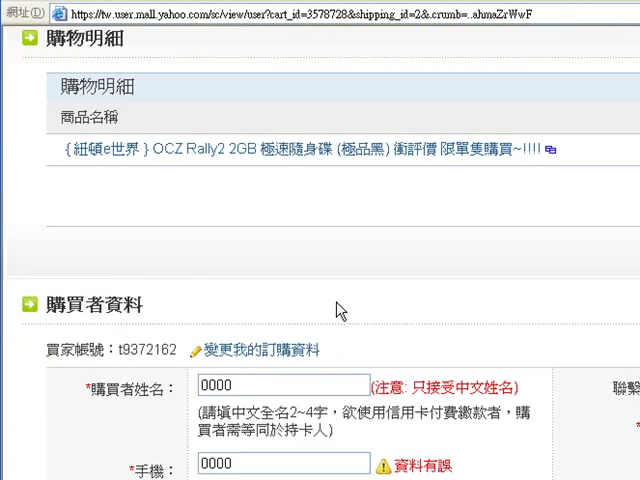 網址(D) https://tw.user.mall.yahoo.com/sc/view/user?cart_id=3578728&shipping_id=2&.crumb=..ahmaZrWwF
購物明細
購物明細
商品名稱
{紐頓e世界} OCZ Rally2 2GB 極速隨身碟 (極品黑) 衝評價 限單隻購買~!!!!
購買者資料
買家帳號：t9372162 變更我的訂購資料
*購買者姓名： 0000 (注意: 只接受中文姓名) 聯繫
(請填中文全名2~4字，欲使用信用卡付費繳款者，購
買者需等同於持卡人)
*手機： 0000 資料有誤
*